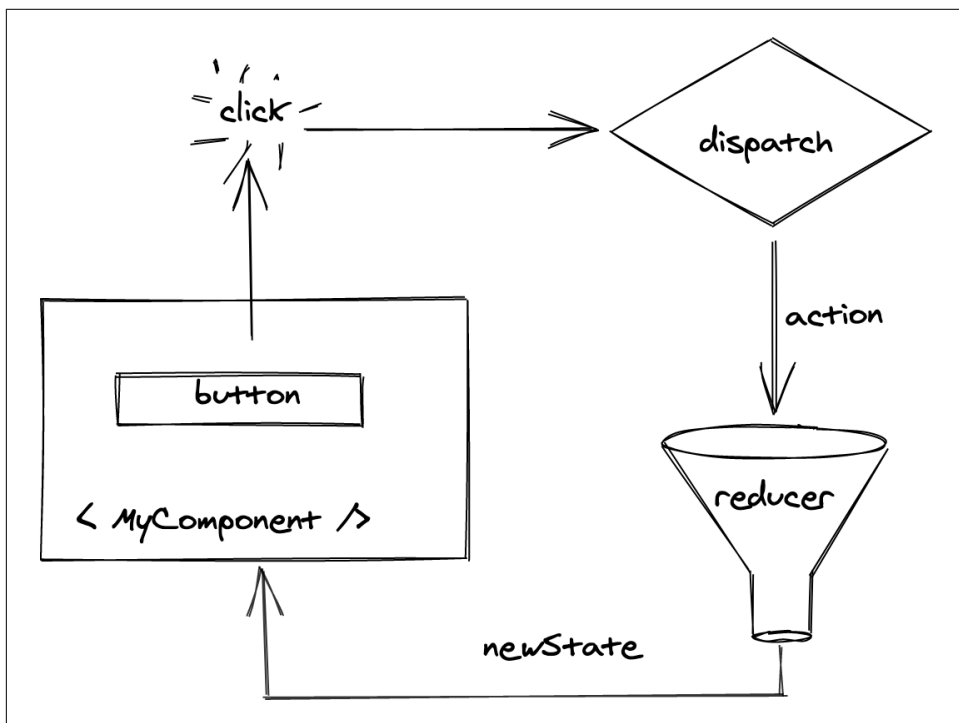 click
dispatch
action
button
reducer
< MyComponent />
newState